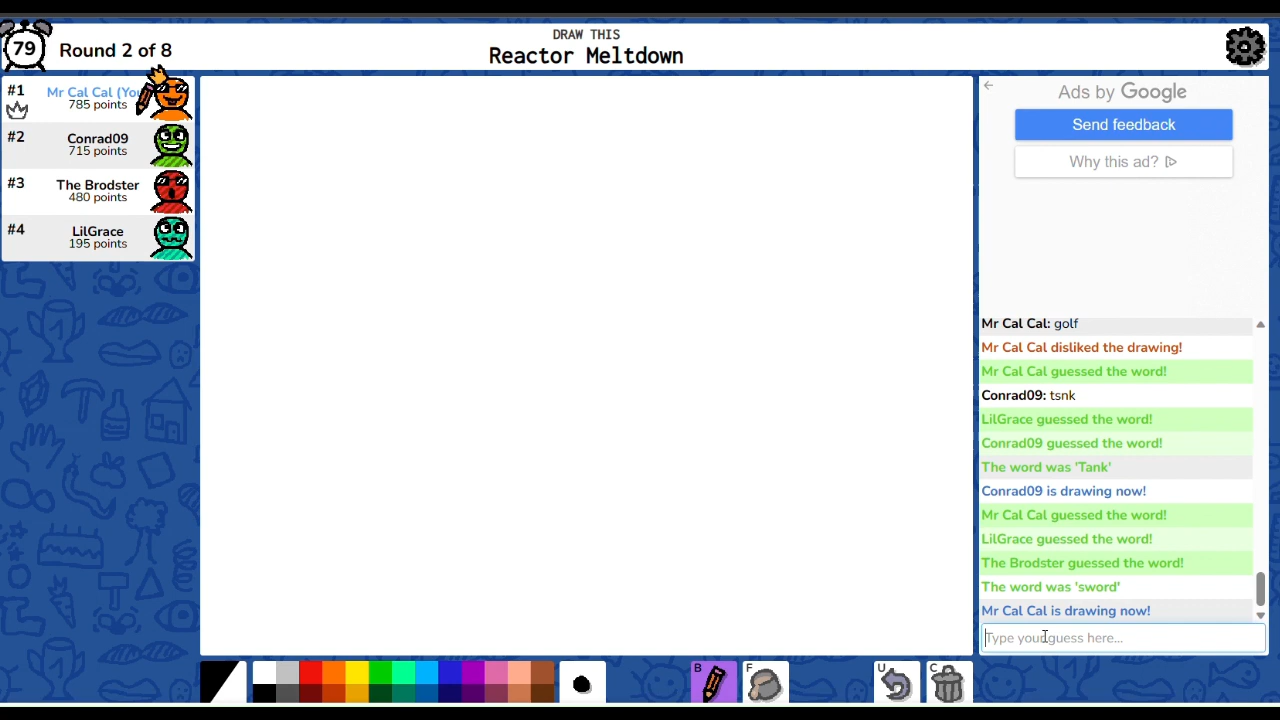 79
Round 2 of 8
DRAW THIS
Reactor Meltdown
#1
Mr Cal Cal (You
785 points
#2
Conrad09
715 points
#3
The Brodster
480 points
#4
LilGrace
195 points
Ads by Google
Send feedback
Why this ad?
Mr Cal Cal: golf
Mr Cal Cal disliked the drawing!
Mr Cal Cal guessed the word!
Conrad09: tsnk
LilGrace guessed the word!
Conrad09 guessed the word!
The word was 'Tank'
Conrad09 is drawing now!
Mr Cal Cal guessed the word!
LilGrace guessed the word!
The Brodster guessed the word!
The word was 'sword'
Mr Cal Cal is drawing now!
Type your guess here...
B
F
U
C